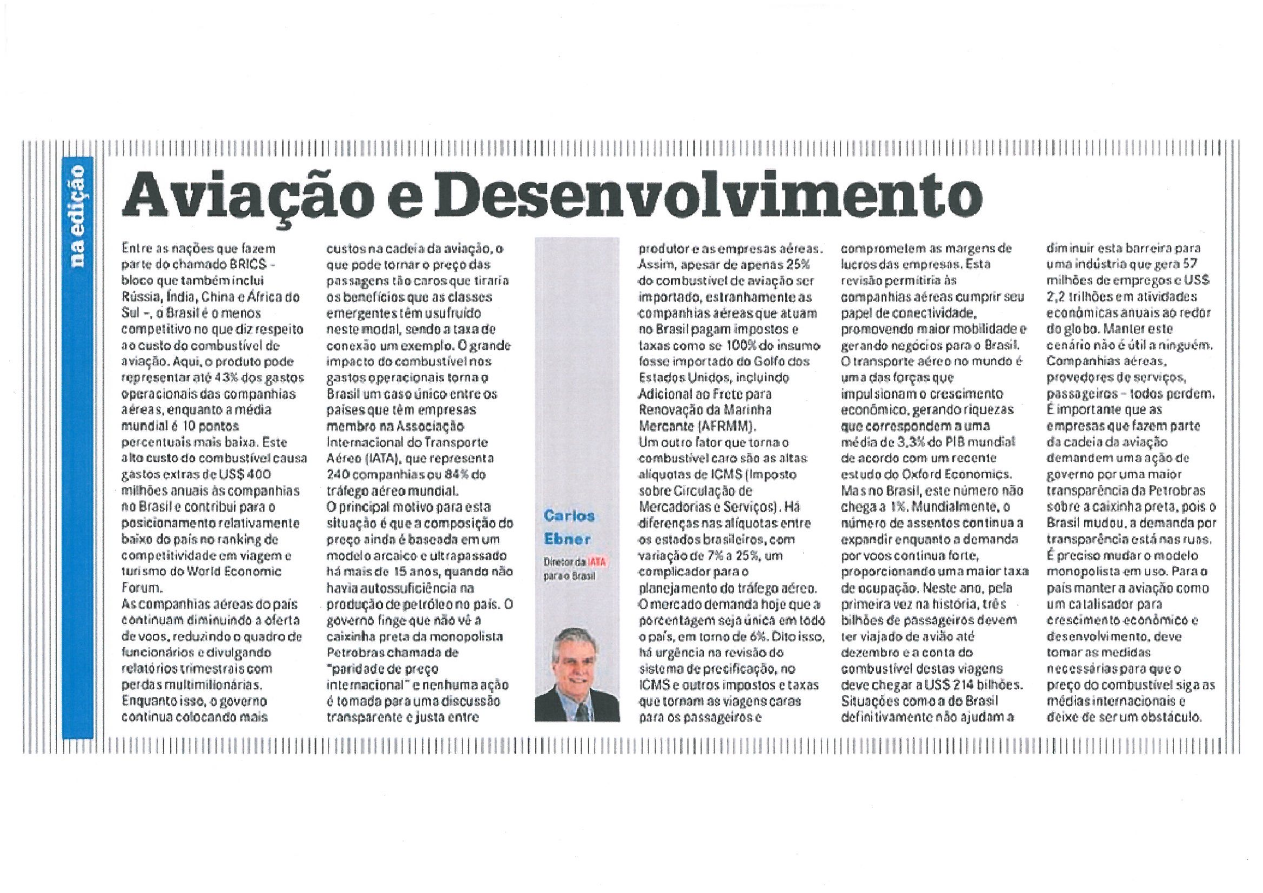 na edição
Aviação e Desenvolvimento
Entre as nações que fazem
parte do chamado BRICS -
bloco que também inclui
Rússia, Índia, China e África do
Sul -, o Brasil é o menos
competitivo no que diz respeito
ao custo do combustível de
aviação. Aqui, o produto pode
representar até 43% dos gastos
operacionais das companhias
aéreas, enquanto a média
mundial é 10 pontos
percentuais mais baixa. Este
alto custo do combustível causa
gastos extras de US$ 400
milhões anuais às companhias
no Brasil e contribui para o
posicionamento relativamente
baixo do país no ranking de
competitividade em viagem e
turismo do World Economic
Forum.
As companhias aéreas do país
continuam diminuindo a oferta
de voos, reduzindo o quadro de
funcionários e divulgando
relatórios trimestrais com
perdas multimilionárias.
Enquanto isso, o governo
continua colocando mais
custos na cadeia da aviação, o
que pode tornar o preço das
passagens tão caros que tiraria
os benefícios que as classes
emergentes têm usufruído
neste modal, sendo a taxa de
conexão um exemplo. O grande
impacto do combustível nos
gastos operacionais torna o
Brasil um caso único entre os
países que têm empresas
membro na Associação
Internacional do Transporte
Aéreo (IATA), que representa
240 companhias ou 84% do
tráfego aéreo mundial.
O principal motivo para esta
situação é que a composição do
preço ainda é baseada em um
modelo arcaico e ultrapassado
há mais de 15 anos, quando não
havia autossuficiência na
produção de petróleo no país. O
governo finge que não vê a
caixinha preta da monopolista
Petrobras chamada de
"paridade de preço
internacional" e nenhuma ação
é tomada para uma discussão
transparente e justa entre
Carlos
Ebner
Diretor da IATA
para o Brasil
produtor e as empresas aéreas.
Assim, apesar de apenas 25%
do combustível de aviação ser
importado, estranhamente as
companhias aéreas que atuam
no Brasil pagam impostos e
taxas como se 100% do insumo
fosse importado do Golfo dos
Estados Unidos, incluindo
Adicional ao Frete para
Renovação da Marinha
Mercante (AFRMM).
Um outro fator que torna o
combustível caro são as altas
alíquotas de ICMS (Imposto
sobre Circulação de
Mercadorias e Serviços). Há
diferenças nas alíquotas entre
os estados brasileiros, com
variação de 7% a 25%, um
complicador para o
planejamento do tráfego aéreo.
O mercado demanda hoje que a
porcentagem seja única em todo
o país, em torno de 6%. Dito isso,
há urgência na revisão do
sistema de precificação, no
ICMS e outros impostos e taxas
que tornam as viagens caras
para os passageiros e
comprometem as margens de
lucros das empresas. Esta
revisão permitiria às
companhias aéreas cumprir seu
papel de conectividade,
promovendo maior mobilidade e
gerando negócios para o Brasil.
O transporte aéreo no mundo é
uma das forças que
impulsionam o crescimento
econômico, gerando riquezas
que correspondem a uma
média de 3,3% do PIB mundial
de acordo com um recente
estudo do Oxford Economics.
Mas no Brasil, este número não
chega a 1%. Mundialmente, o
número de assentos continua a
expandir enquanto a demanda
por voos continua forte,
proporcionando uma maior taxa
de ocupação. Neste ano, pela
primeira vez na história, três
bilhões de passageiros devem
ter viajado de avião até
dezembro e a conta do
combustível destas viagens
deve chegar a US$ 214 bilhões.
Situações com a do Brasil
definitivamente não ajudam a
diminuir esta barreira para
uma indústria que gera 57
milhões de empregos e US$
2,2 trilhões em atividades
econômicas anuais ao redor
do globo. Manter este
cenário não é útil a ninguém.
Companhias aéreas,
provedores de serviços,
passageiros - todos perdem.
É importante que as
empresas que fazem parte
da cadeia da aviação
demandem uma ação de
governo por uma maior
transparência da Petrobras
sobre a caixinha preta, pois o
Brasil mudou, a demanda por
transparência está nas ruas.
É preciso mudar o modelo
monopolista em uso. Para o
país manter a aviação como
um catalisador para
crescimento econômico e
desenvolvimento, deve
tomar as medidas
necessárias para que o
preço do combustível siga as
médias internacionais e
deixe de ser um obstáculo.